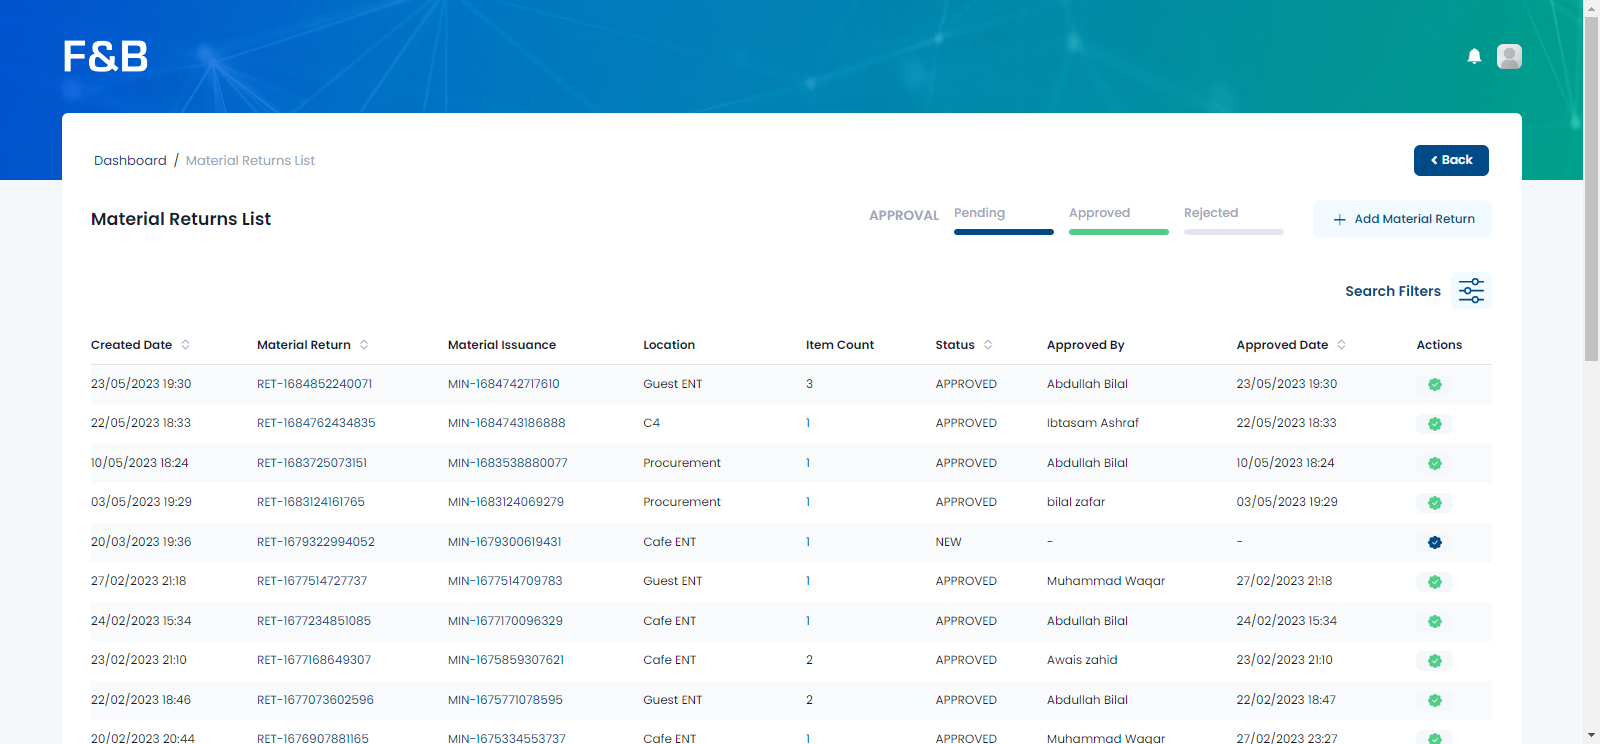 F&B
Dashboard / Material Returns List
Back
Material Returns List
APPROVAL Pending Approved Rejected
Add Material Return
Search Filters
Created Date Material Return Material Issuance Location Item Count Status Approved By Approved Date Actions
23/05/2023 19:30 RET-1684852240071 MIN-1684742717610 Guest ENT 3 APPROVED Abdullah Bilal 23/05/2023 19:30
22/05/2023 18:33 RET-1684762434835 MIN-1684743186888 C4 1 APPROVED Ibtasam Ashraf 22/05/2023 18:33
10/05/2023 18:24 RET-1683725073151 MIN-1683538880077 Procurement 1 APPROVED Abdullah Bilal 10/05/2023 18:24
03/05/2023 19:29 RET-1683124161765 MIN-1683124069279 Procurement 1 APPROVED bilal zafar 03/05/2023 19:29
20/03/2023 19:36 RET-1679322994052 MIN-1679300619431 Cafe ENT 1 NEW - -
27/02/2023 21:18 RET-1677514727737 MIN-1677514709783 Guest ENT 1 APPROVED Muhammad Waqar 27/02/2023 21:18
24/02/2023 15:34 RET-1677234851085 MIN-1677170096329 Cafe ENT 1 APPROVED Abdullah Bilal 24/02/2023 15:34
23/02/2023 21:10 RET-1677168649307 MIN-1675859307621 Cafe ENT 2 APPROVED Awais zahid 23/02/2023 21:10
22/02/2023 18:46 RET-1677073602596 MIN-1675771078595 Guest ENT 2 APPROVED Abdullah Bilal 22/02/2023 18:47
20/02/2023 20:44 RET-1676907881165 MIN-1675334553737 Cafe ENT 1 APPROVED Muhammad Waqar 27/02/2023 23:27